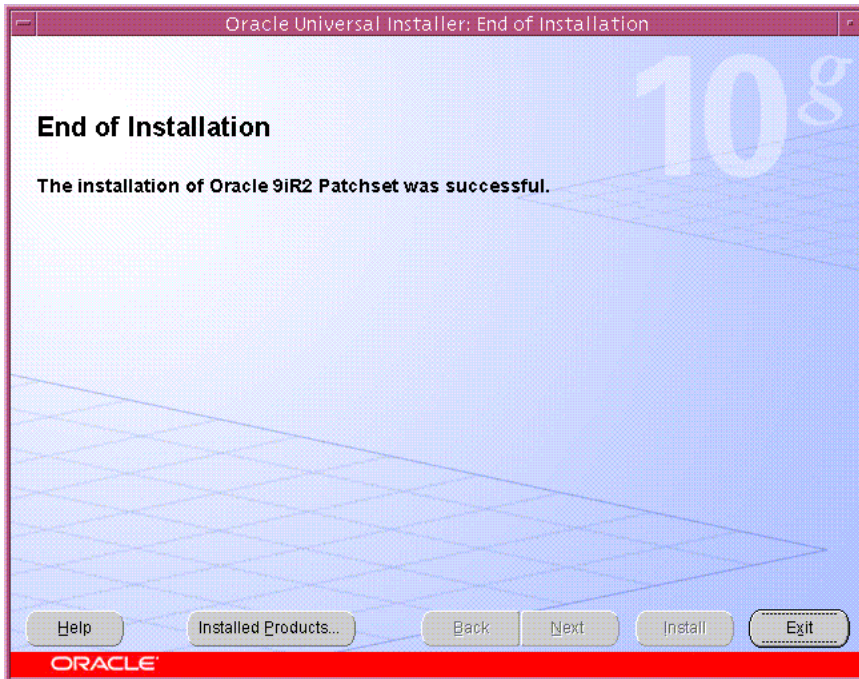 Oracle Universal Installer: End of Installation
10g
End of Installation
The installation of Oracle 9iR2 Patchset was successful.
Help
Installed Products...
Back
Next
Install
Exit
ORACLE